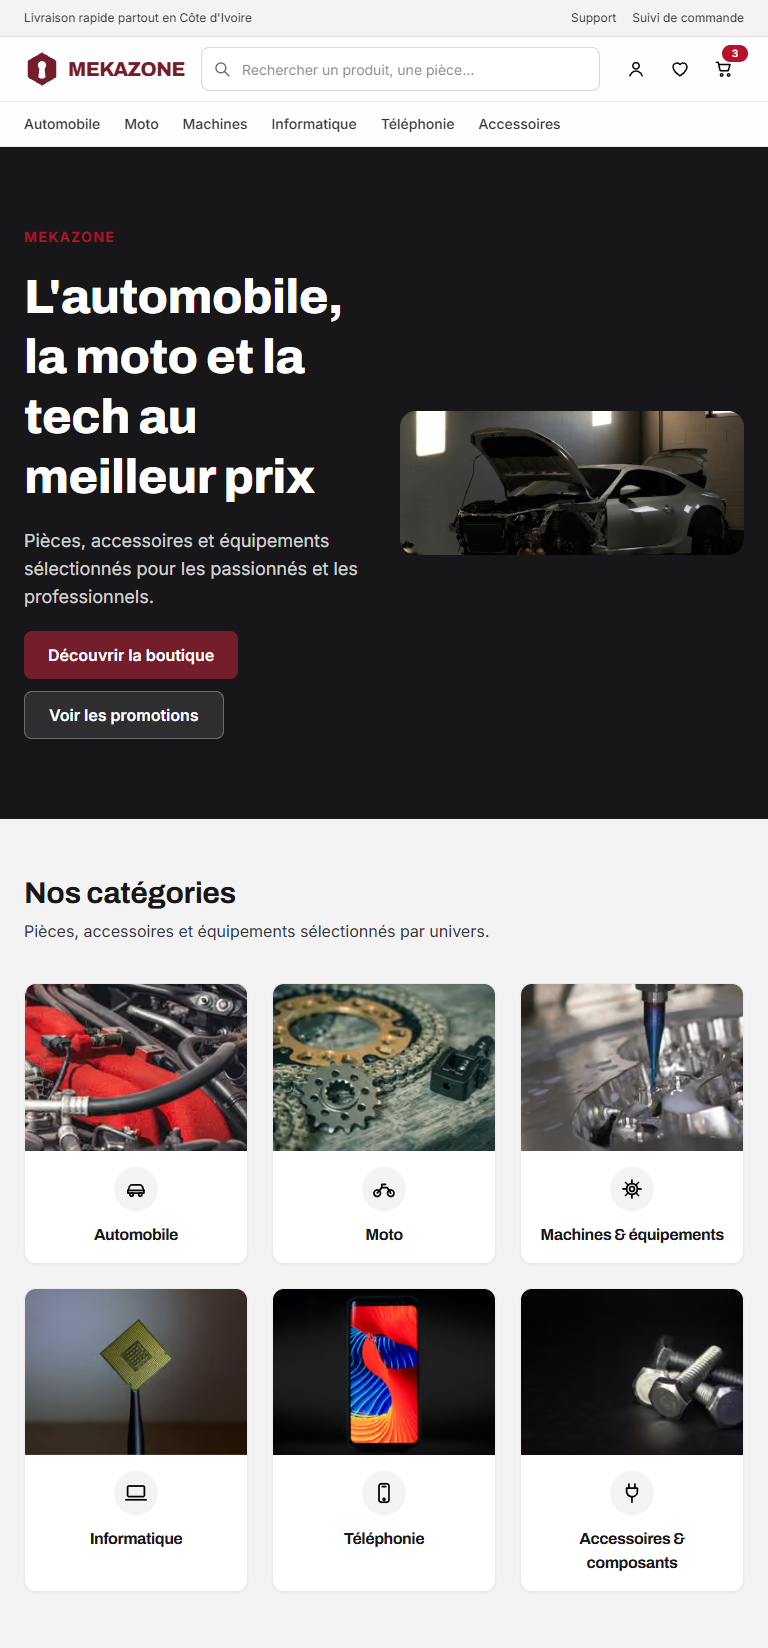 Livraison rapide partout en Côte d'Ivoire
Support
Suivi de commande
MEKAZONE
Rechercher un produit, une pièce...
3
Automobile
Moto
Machines
Informatique
Téléphonie
Accessoires
MEKAZONE
L'automobile,
la moto et la
tech au
meilleur prix
Pièces, accessoires et équipements
sélectionnés pour les passionnés et les
professionnels.
Découvrir la boutique
Voir les promotions
Nos catégories
Pièces, accessoires et équipements sélectionnés par univers.
Automobile
Moto
Machines & équipements
Informatique
Téléphonie
Accessoires &
composants